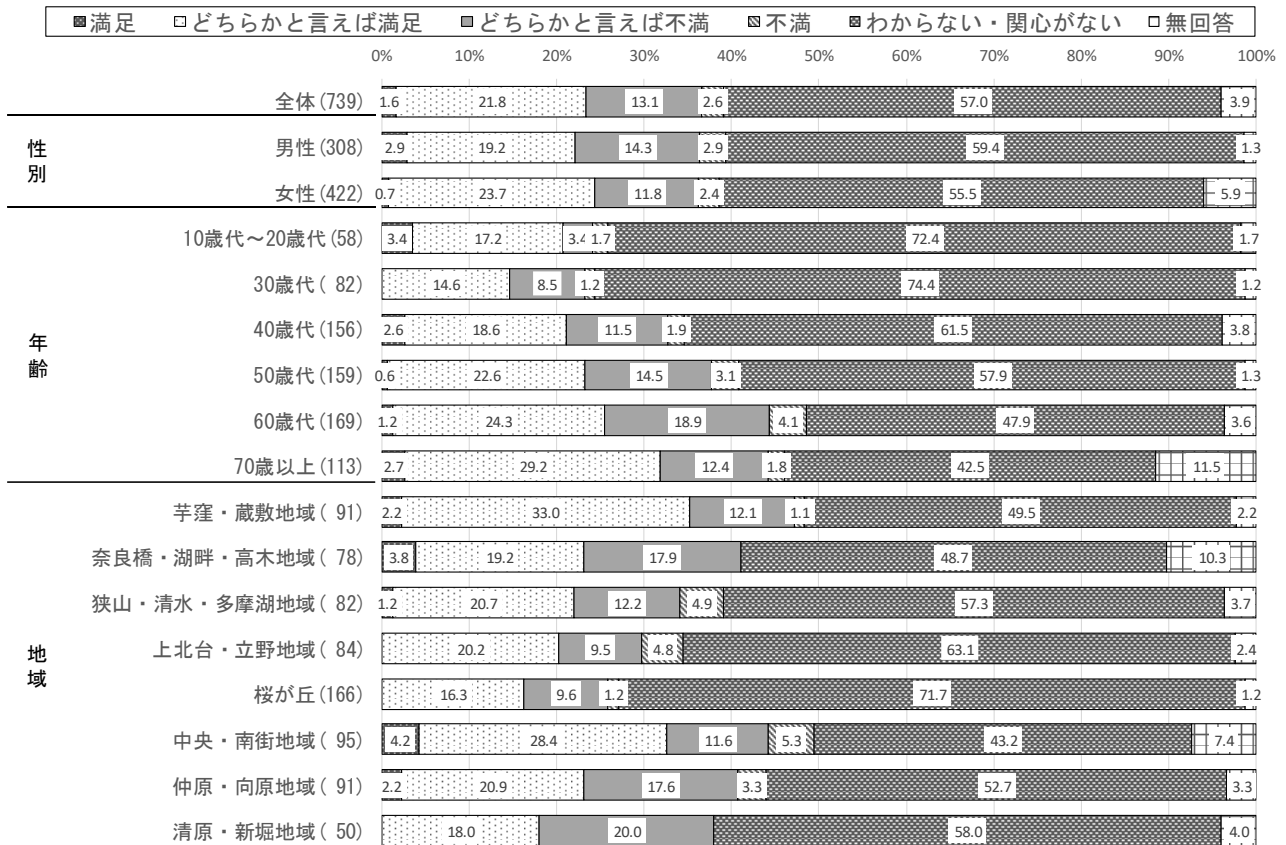 満足 どちらかと言えば満足 どちらかと言えば不満 不満 わからない・関心がない 無回答
0% 10% 20% 30% 40% 50% 60% 70% 80% 90% 100%
全体(739) 1.6 21.8 13.1 2.6 57.0 3.9
性別
男性(308) 2.9 19.2 14.3 2.9 59.4 1.3
女性(422) 0.7 23.7 11.8 2.4 55.5 5.9
年齢
10歳代～20歳代(58) 3.4 17.2 3.4 1.7 72.4 1.7
30歳代( 82) 14.6 8.5 1.2 74.4 1.2
40歳代(156) 2.6 18.6 11.5 1.9 61.5 3.8
50歳代(159) 0.6 22.6 14.5 3.1 57.9 1.3
60歳代(169) 1.2 24.3 18.9 4.1 47.9 3.6
70歳以上(113) 2.7 29.2 12.4 1.8 42.5 11.5
地域
芋窪・蔵敷地域( 91) 2.2 33.0 12.1 1.1 49.5 2.2
奈良橋・湖畔・高木地域( 78) 3.8 19.2 17.9 48.7 10.3
狭山・清水・多摩湖地域( 82) 1.2 20.7 12.2 4.9 57.3 3.7
上北台・立野地域( 84) 20.2 9.5 4.8 63.1 2.4
桜が丘(166) 16.3 9.6 1.2 71.7 1.2
中央・南街地域( 95) 4.2 28.4 11.6 5.3 43.2 7.4
仲原・向原地域( 91) 2.2 20.9 17.6 3.3 52.7 3.3
清原・新堀地域( 50) 18.0 20.0 58.0 4.0